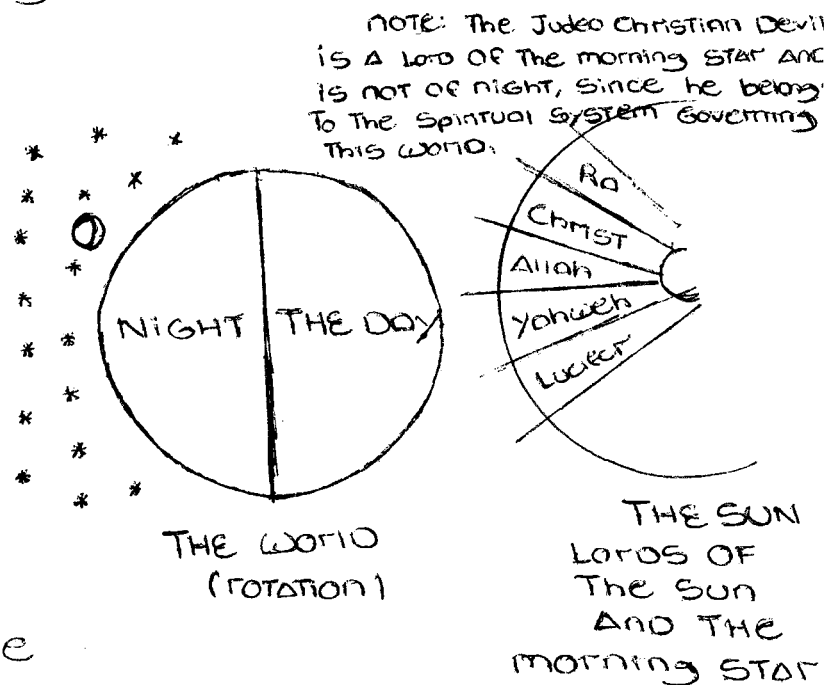 NOTE: The Judeo Christian Devil
is A Lord Of The morning STAr AND
is not of night, since he belong
To The Spiritual System Governing
This world.
Ra
Christ
Allah
Yahweh
Lucifer
NiGHT
THE DAY
THE World
(rotation)
THE SUN
Lords OF
The Sun
And THE
morning STAr
e